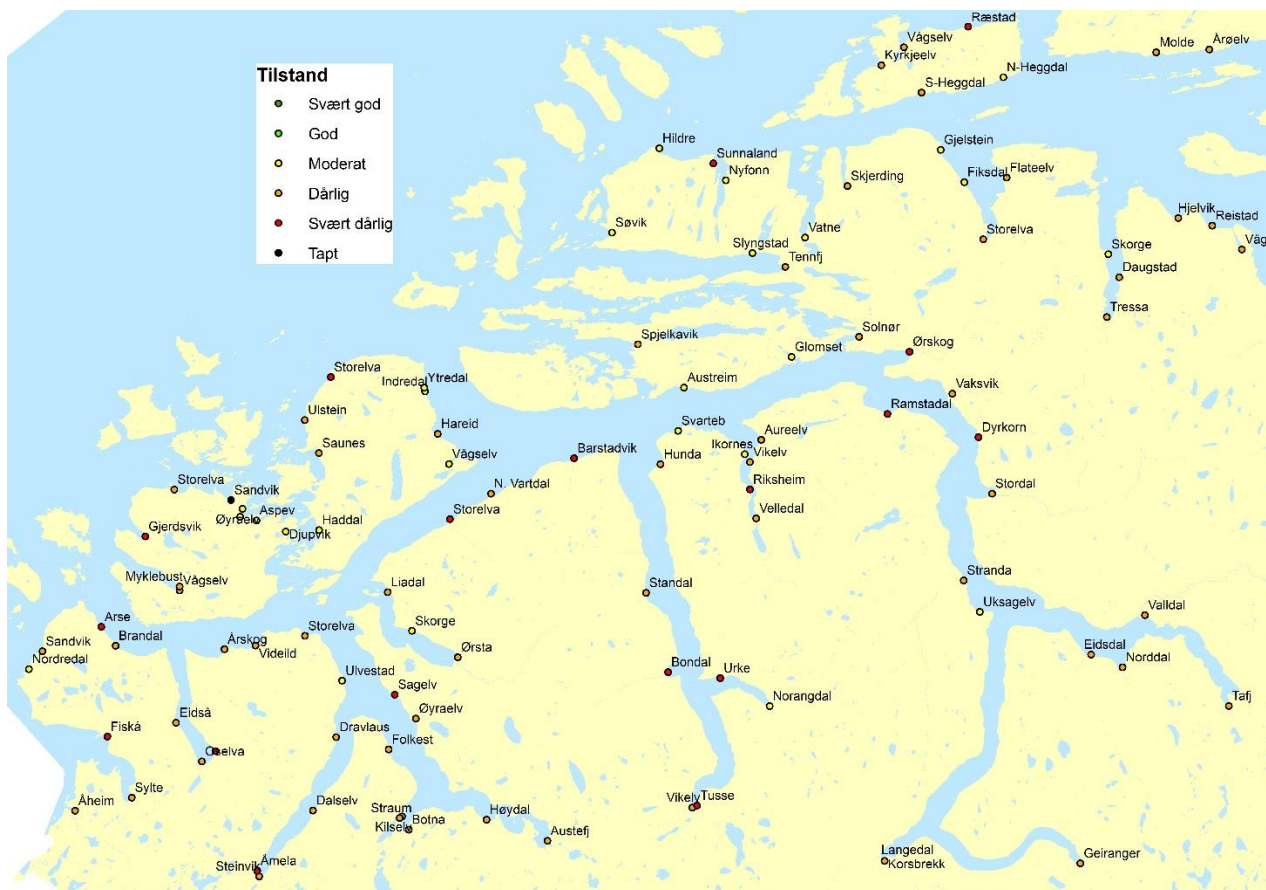 Ræstad
Vågselv
Kyrkjeelv
Molde
Årøelv
Tilstand
Svært god
God
Moderat
Dårlig
Svært dårlig
Tapt
N-Heggdal
S-Heggdal
Hildre
Sunnaland
Nyfonn
Gjelstein
Skjerding
Fiksdal
Flateelv
Hjelvik
Reistad
Søvik
Vatne
Storelva
Våg
Slyngstad
Tennfj
Skorge
Daugstad
Tressa
Spjelkavik
Solnør
Glomset
Ørskog
Storelva
Indredal
Ytredal
Austreim
Vaksvik
Ramstadal
Ulstein
Hareid
Svarteb
Aureelv
Dyrkorn
Saunes
Vågselv
Barstadvik
Hunda
Ikornes
Vikelv
Storelva
Sandvik
N. Vartdal
Riksheim
Stordal
Øyraelv
Aspev
Storelva
Velledal
Gjerdsvik
Djupvik
Haddal
Myklebust
Vågselv
Liadal
Standal
Stranda
Arse
Uksagelv
Valldal
Brandal
Storelva
Skorge
Sandvik
Årskog
Videild
Ørsta
Eidsdal
Norddal
Nordredal
Ulvestad
Bondal
Urke
Sagelv
Norangdal
Tafj
Eidså
Øyraelv
Fiskå
Dravlaus
Folkest
Sylte
Vikelv
Tusse
Åheim
Dalselv
Straum
Kilselv
Botna
Høydal
Austefj
Langedal
Korsbrekk
Geiranger
Steinvik
Åmela